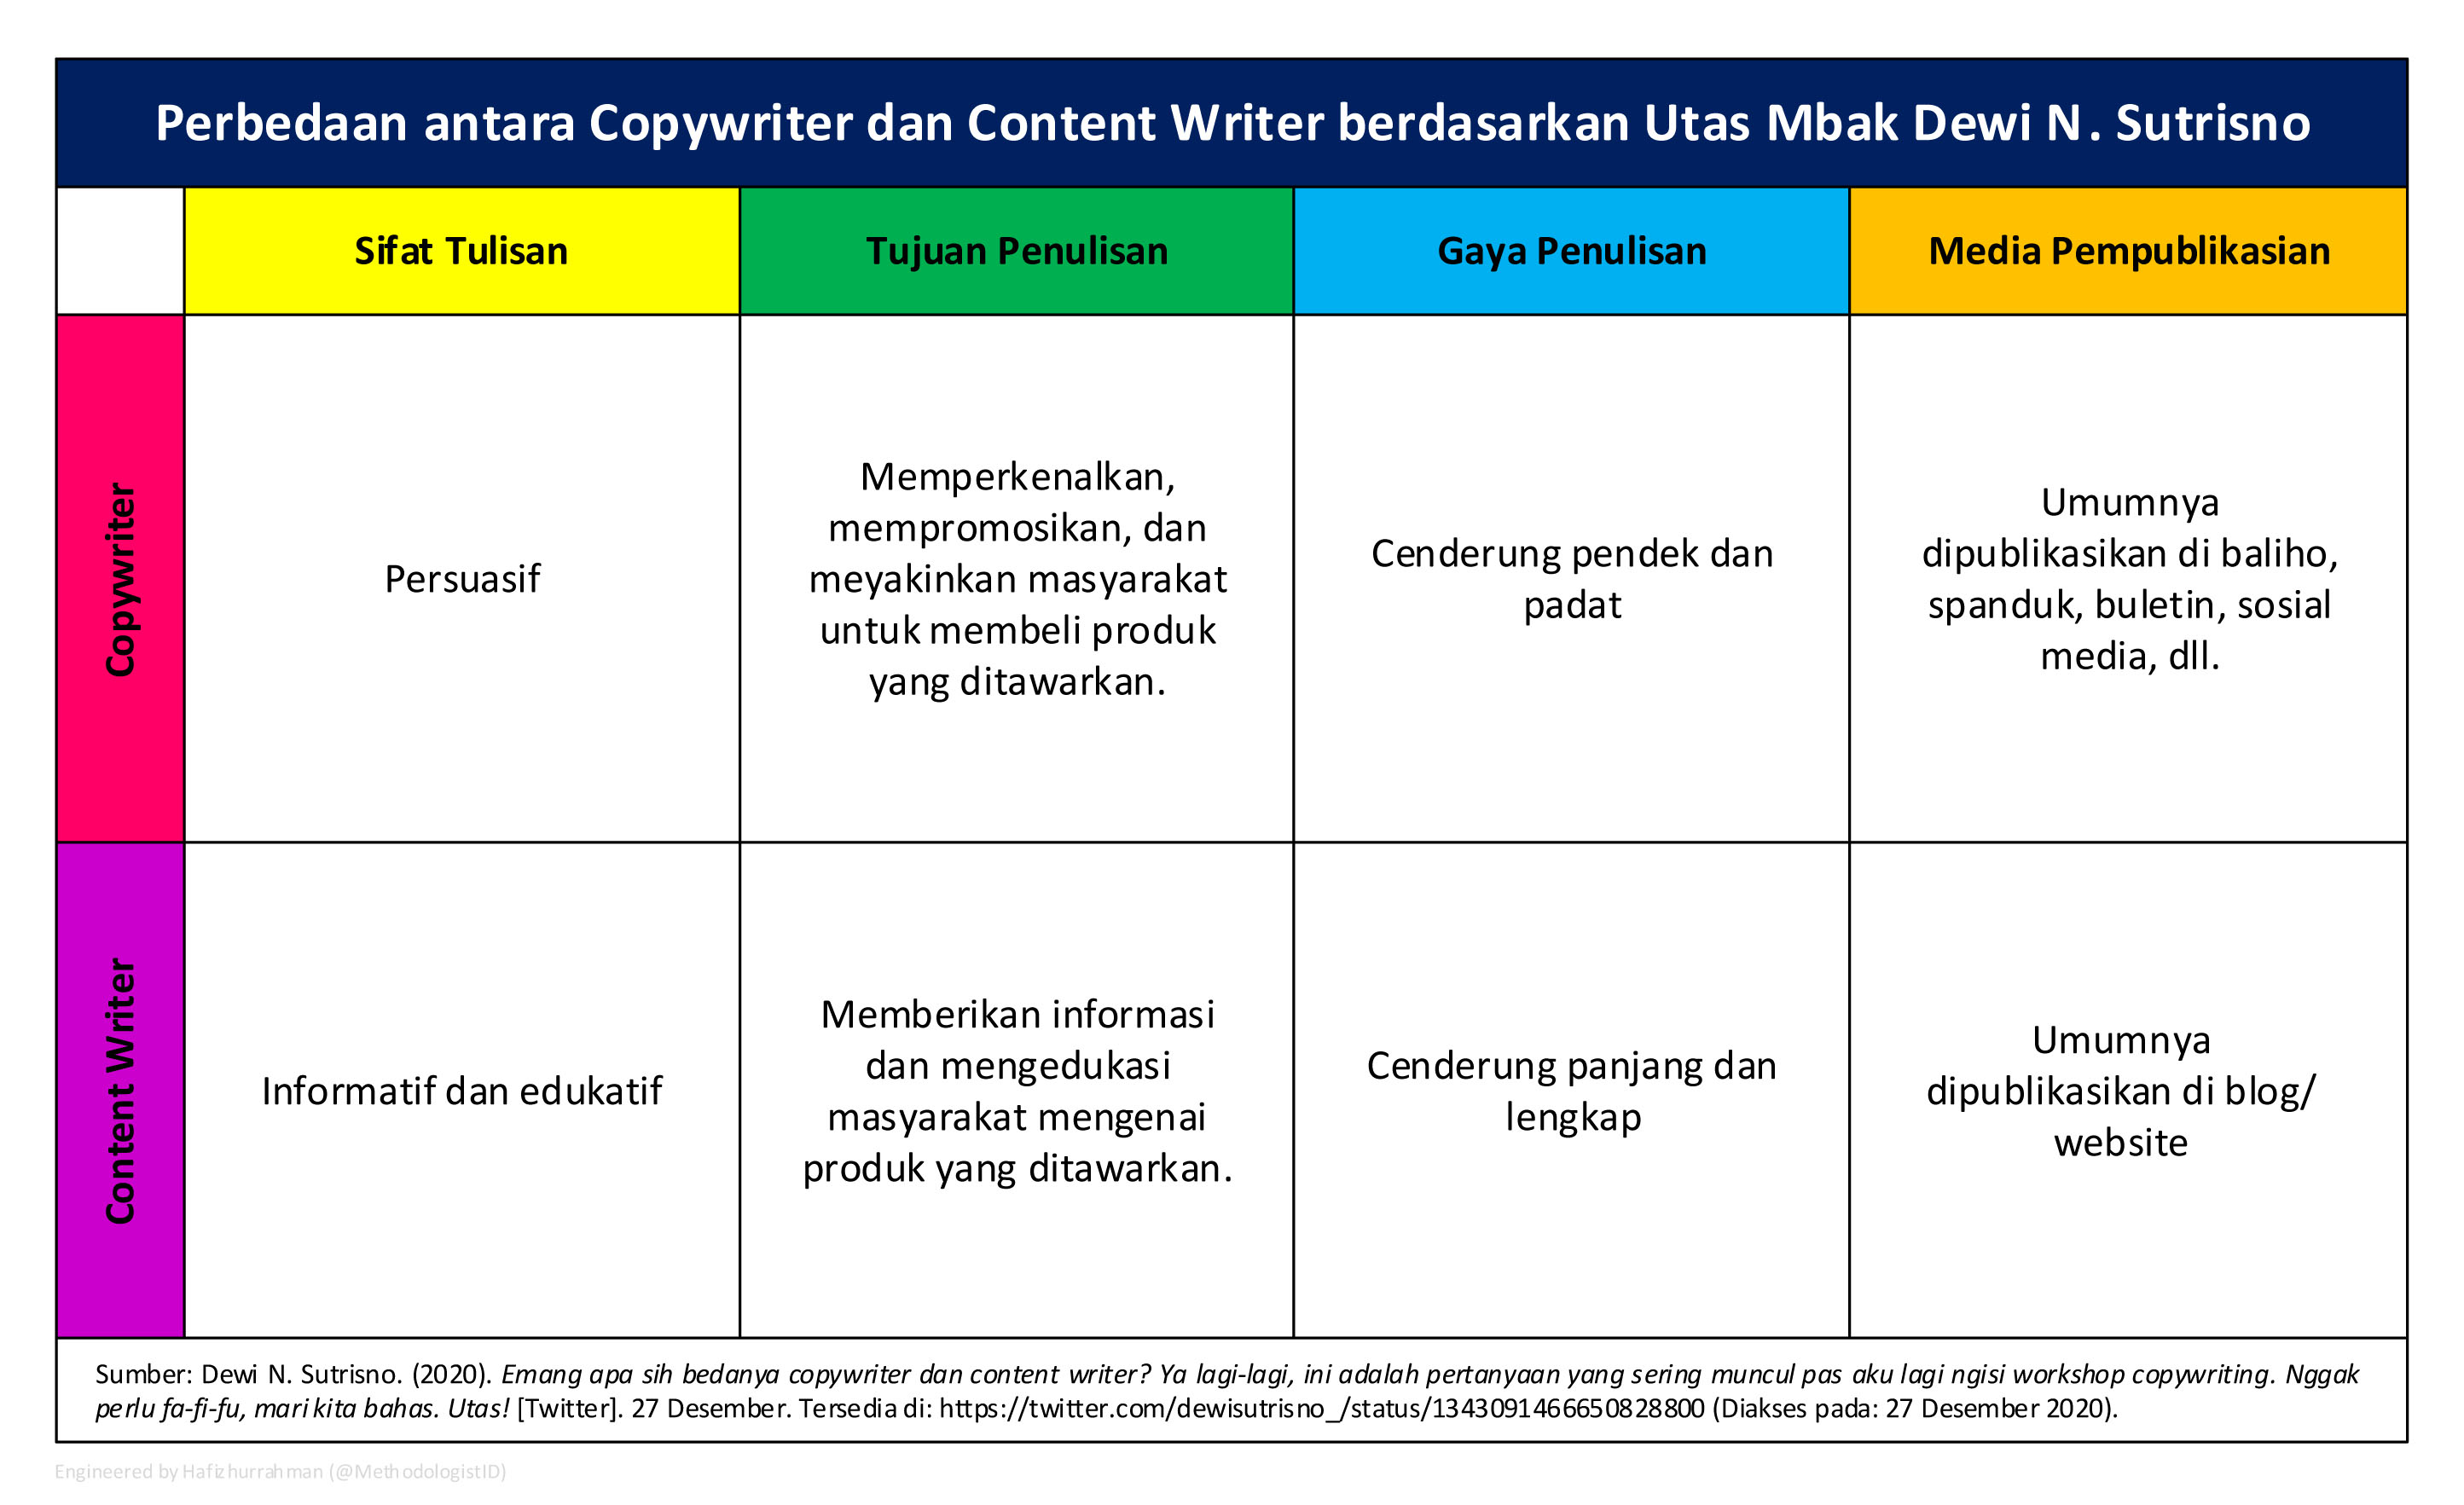 Perbedaan antara Copywriter dan Content Writer berdasarkan Utas Mbak Dewi N. Sutrisno
Sifat Tulisan
Tujuan Penulisan
Gaya Penulisan
Media Pempublikasian
Copywriter
Persuasif
Memperkenalkan,
mempromosikan, dan
meyakinkan masyarakat
untuk membeli produk
yang ditawarkan.
Cenderung pendek dan
padat
Umumnya
dipublikasikan di baliho,
spanduk, buletin, sosial
media, dll.
Content Writer
Informatif dan edukatif
Memberikan informasi
dan mengedukasi
masyarakat mengenai
produk yang ditawarkan.
Cenderung panjang dan
lengkap
Umumnya
dipublikasikan di blog/
website
Sumber: Dewi N. Sutrisno. (2020). Emang apa sih bedanya copywriter dan content writer? Ya lagi-lagi, ini adalah pertanyaan yang sering muncul pas aku lagi ngisi workshop copywriting. Nggak
perlu fa-fi-fu, mari kita bahas. Utas! [Twitter]. 27 Desember. Tersedia di: https://twitter.com/dewisutrisno_/status/1343091466650828800 (Diakses pada: 27 Desember 2020).
Engineered by Hafizhurrahman (@MethodologistID)